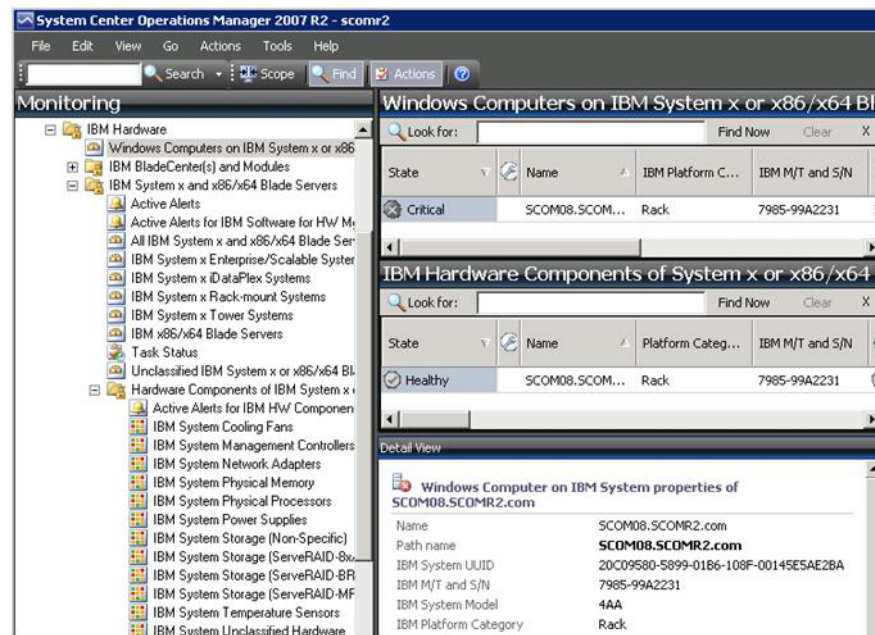 System Center Operations Manager 2007 R2 - scomr2
File Edit View Go Actions Tools Help
Search Scope Find Actions
Monitoring
IBM Hardware
Windows Computers on IBM System x or x86
IBM BladeCenter(s) and Modules
IBM System x and x86/x64 Blade Servers
Active Alerts
Active Alerts for IBM Software for HW
All IBM System x and x86/x64 Blade Ser
IBM System x Enterprise/Scalable System
IBM System x iDataPlex Systems
IBM System x Rack-mount Systems
IBM System x Tower Systems
IBM x86/x64 Blade Servers
Task Status
Unclassified IBM System x or x86/x64 Bl
Hardware Components of IBM System x
Active Alerts for IBM HW Componen
IBM System Cooling Fans
IBM System Management Controllers
IBM System Network Adapters
IBM System Physical Memory
IBM System Physical Processors
IBM System Power Supplies
IBM System Storage (Non-Specific)
IBM System Storage (ServeRAID-8x
IBM System Storage (ServeRAID-BR
IBM System Storage (ServeRAID-MF
IBM System Temperature Sensors
IBM System Unclassified Hardware
Windows Computers on IBM System x or x86/x64 Bl
Look for: Find Now Clear X
State Name IBM Platform C... IBM M/T and S/N
Critical SCOM08.SCOM... Rack 7985-99A2231
IBM Hardware Components of System x or x86/x64
Look for: Find Now Clear X
State Name Platform Categ... IBM M/T and S/N
Healthy SCOM08.SCOM... Rack 7985-99A2231
Detail View
Windows Computer on IBM System properties of
SCOM08.SCOMR2.com
Name SCOM08.SCOMR2.com
Path name SCOM08.SCOMR2.com
IBM System UUID 20C09580-5899-01B6-108F-00145E5AE2BA
IBM M/T and S/N 7985-99A2231
IBM System Model 4AA
IBM Platform Category Rack